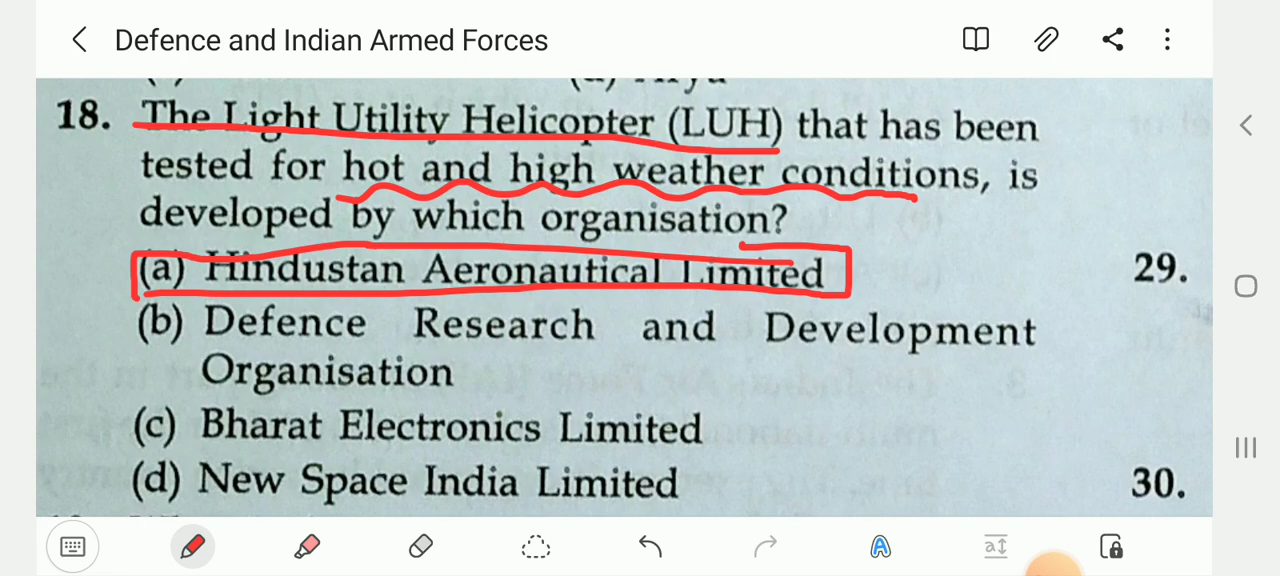 Defence and Indian Armed Forces
18. The Light Utility Helicopter (LUH) that has been
tested for hot and high weather conditions, is
developed by which organisation?
(a) Hindustan Aeronautical Limited
(b) Defence Research and Development
Organisation
(c) Bharat Electronics Limited
(d) New Space India Limited
29.
30.